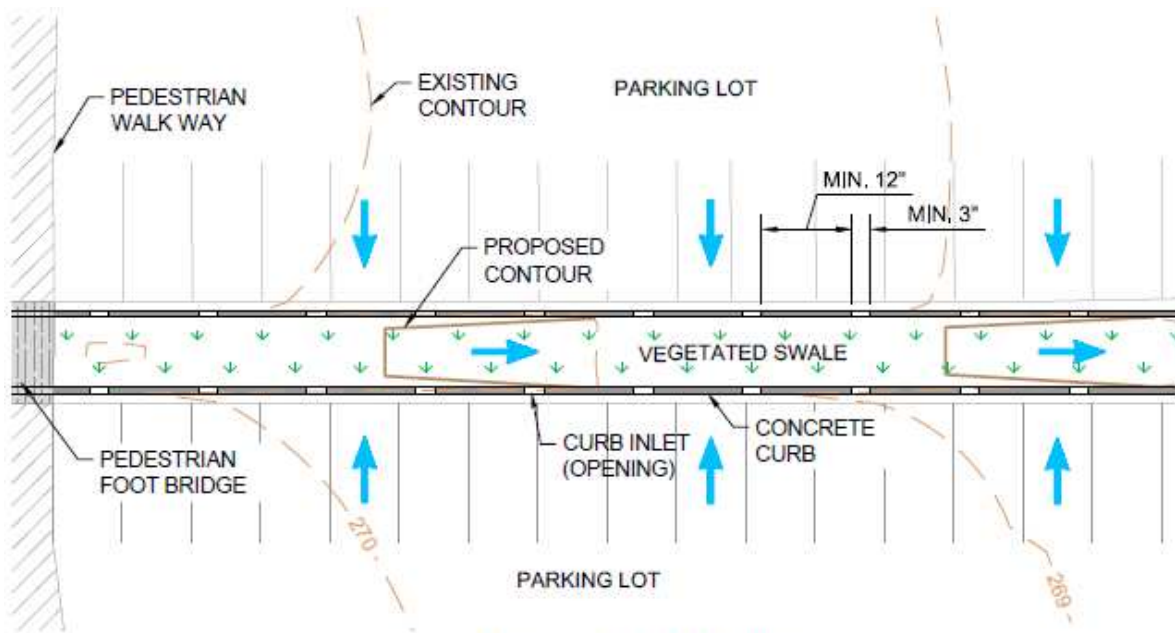 EXISTING
CONTOUR
PARKING LOT
PEDESTRIAN
WALK WAY
MIN. 12"
MIN. 3"
PROPOSED
CONTOUR
VEGETATED SWALE
PEDESTRIAN
FOOT BRIDGE
CURB INLET
(OPENING)
CONCRETE
CURB
270
269
PARKING LOT